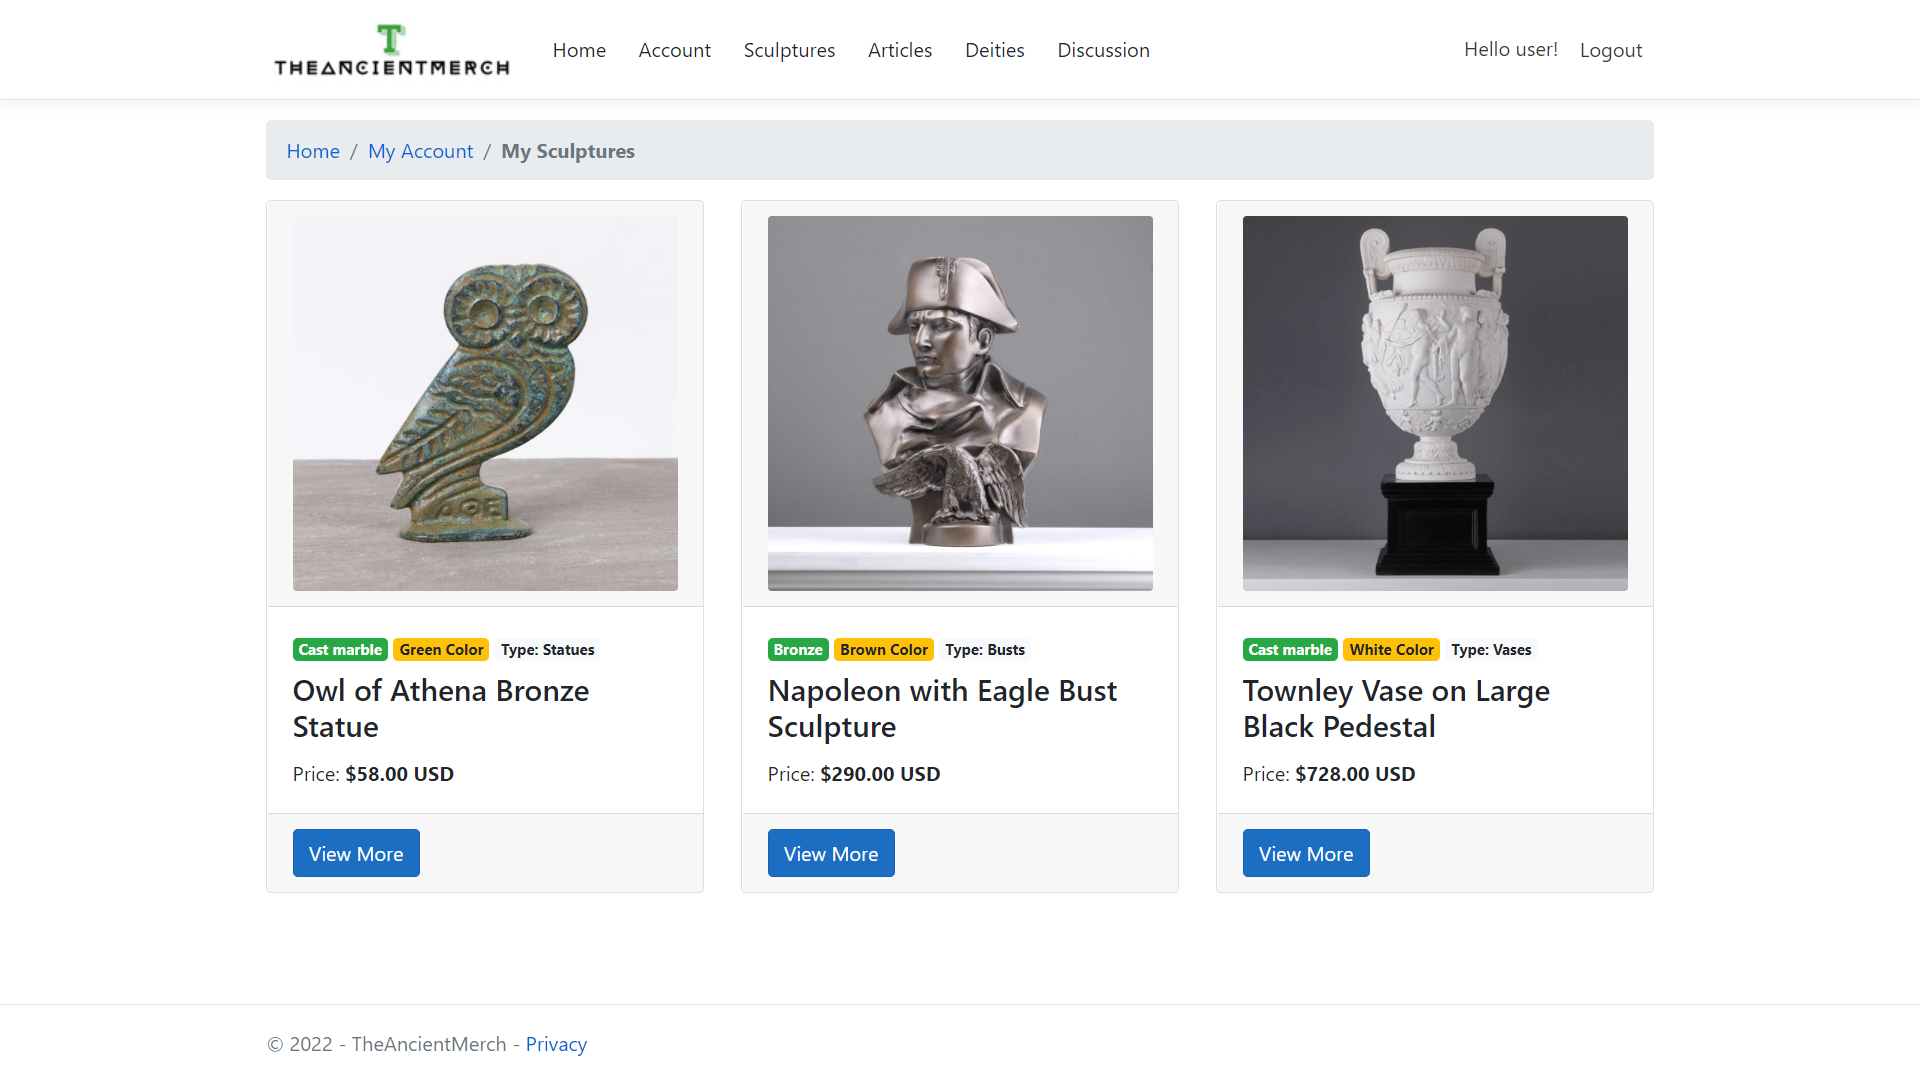 T
THEANCIENTMERCH
Home Account Sculptures Articles Deities Discussion Hello user! Logout
Home / My Account / My Sculptures
ΑΘΕ
Cast marble Green Color Type: Statues
Owl of Athena Bronze
Statue
Price: $58.00 USD
View More
Bronze Brown Color Type: Busts
Napoleon with Eagle Bust
Sculpture
Price: $290.00 USD
View More
Cast marble White Color Type: Vases
Townley Vase on Large
Black Pedestal
Price: $728.00 USD
View More
© 2022 - TheAncientMerch - Privacy